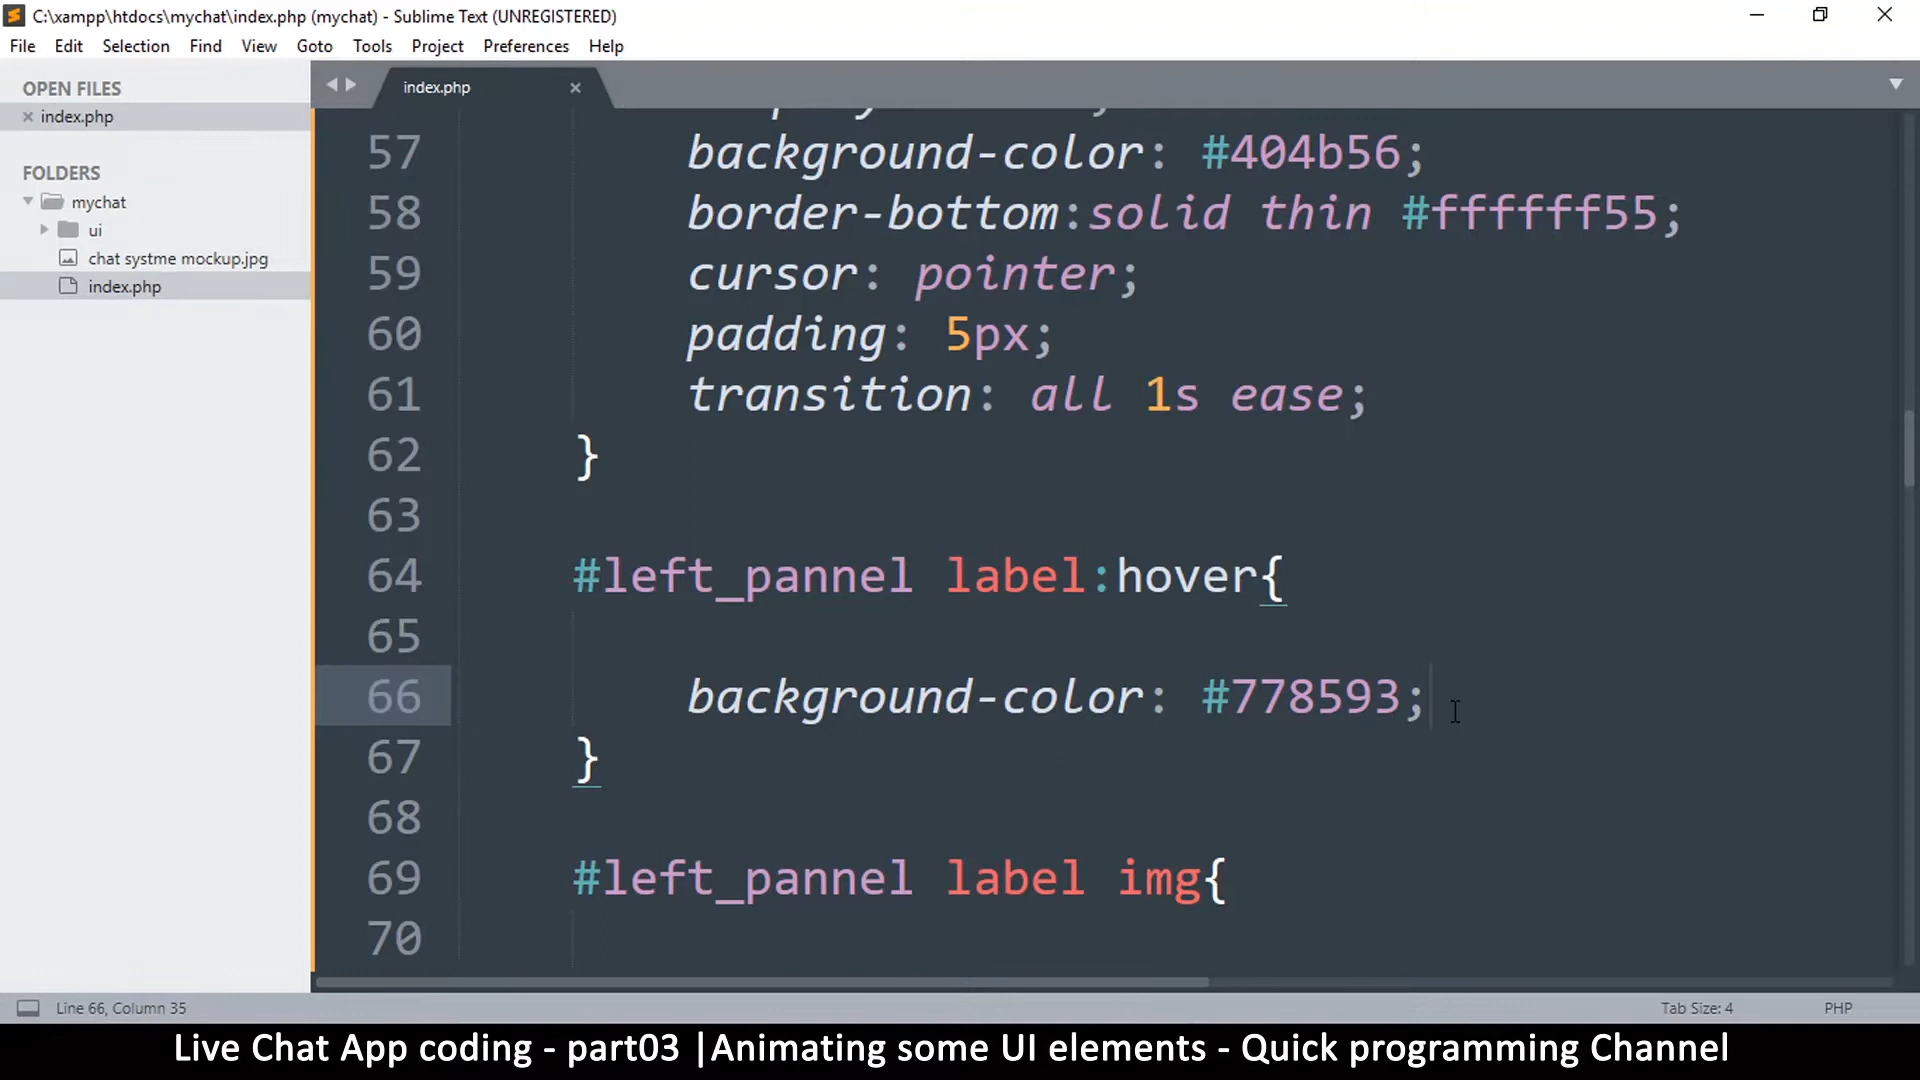 C:\xampp\htdocs\mychat\index.php (mychat) - Sublime Text (UNREGISTERED)
File Edit Selection Find View Goto Tools Project Preferences Help
OPEN FILES
index.php
FOLDERS
mychat
ui
chat systme mockup.jpg
index.php
index.php
57 background-color: #404b56;
58 border-bottom:solid thin #ffffff55;
59 cursor: pointer;
60 padding: 5px;
61 transition: all 1s ease;
62 }
63
64 #left_pannel label:hover{
65
66 background-color: #778593;
67 }
68
69 #left_pannel label img{
70
Line 66, Column 35 Tab Size: 4 PHP
Live Chat App coding - part03 |Animating some UI elements - Quick programming Channel